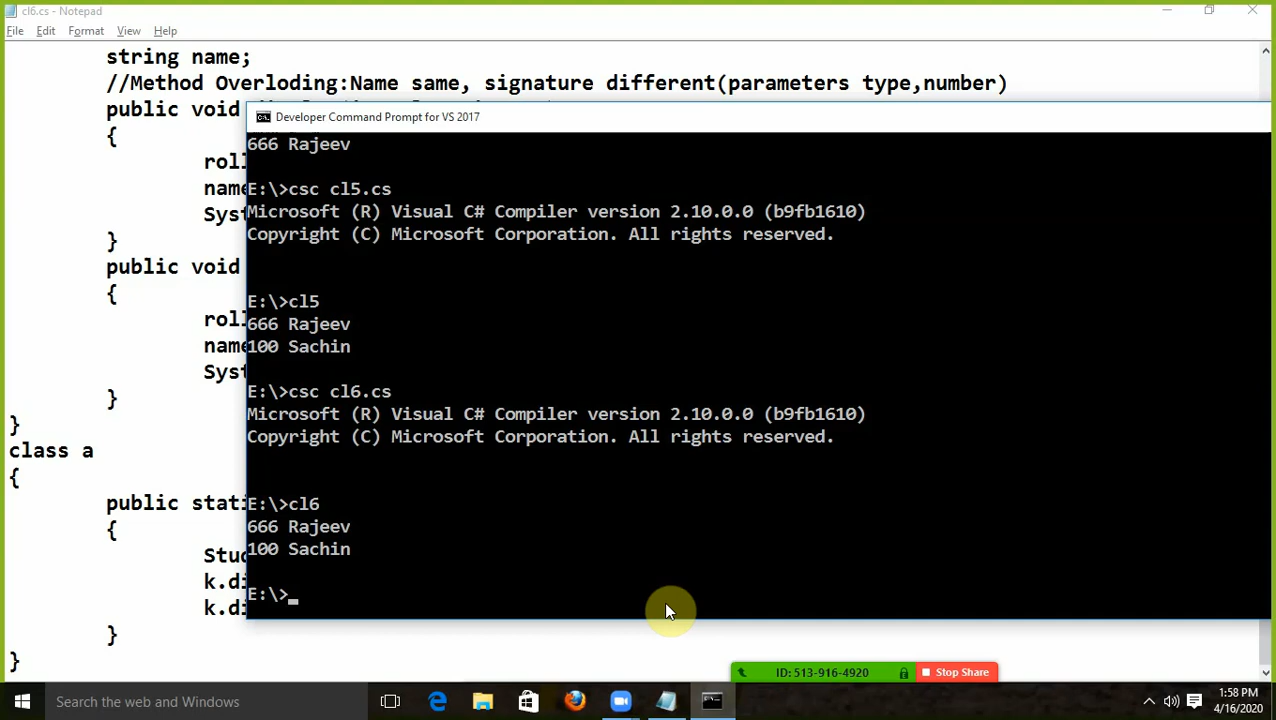 cl6.cs - Notepad
File Edit Format View Help
string name;
//Method Overloding:Name same, signature different(parameters type,number)
public void
{
roll
name
Syst
}
public void
{
roll
name
Syst
}
}
class a
{
public stati
{
Stud
k.di
k.di
}
}
Developer Command Prompt for VS 2017
666 Rajeev
E:\>csc cl5.cs
Microsoft (R) Visual C# Compiler version 2.10.0.0 (b9fb1610)
Copyright (C) Microsoft Corporation. All rights reserved.
E:\>cl5
666 Rajeev
100 Sachin
E:\>csc cl6.cs
Microsoft (R) Visual C# Compiler version 2.10.0.0 (b9fb1610)
Copyright (C) Microsoft Corporation. All rights reserved.
E:\>cl6
666 Rajeev
100 Sachin
E:\>_
ID: 513-916-4920 Stop Share
Search the web and Windows
1:58 PM
4/16/2020